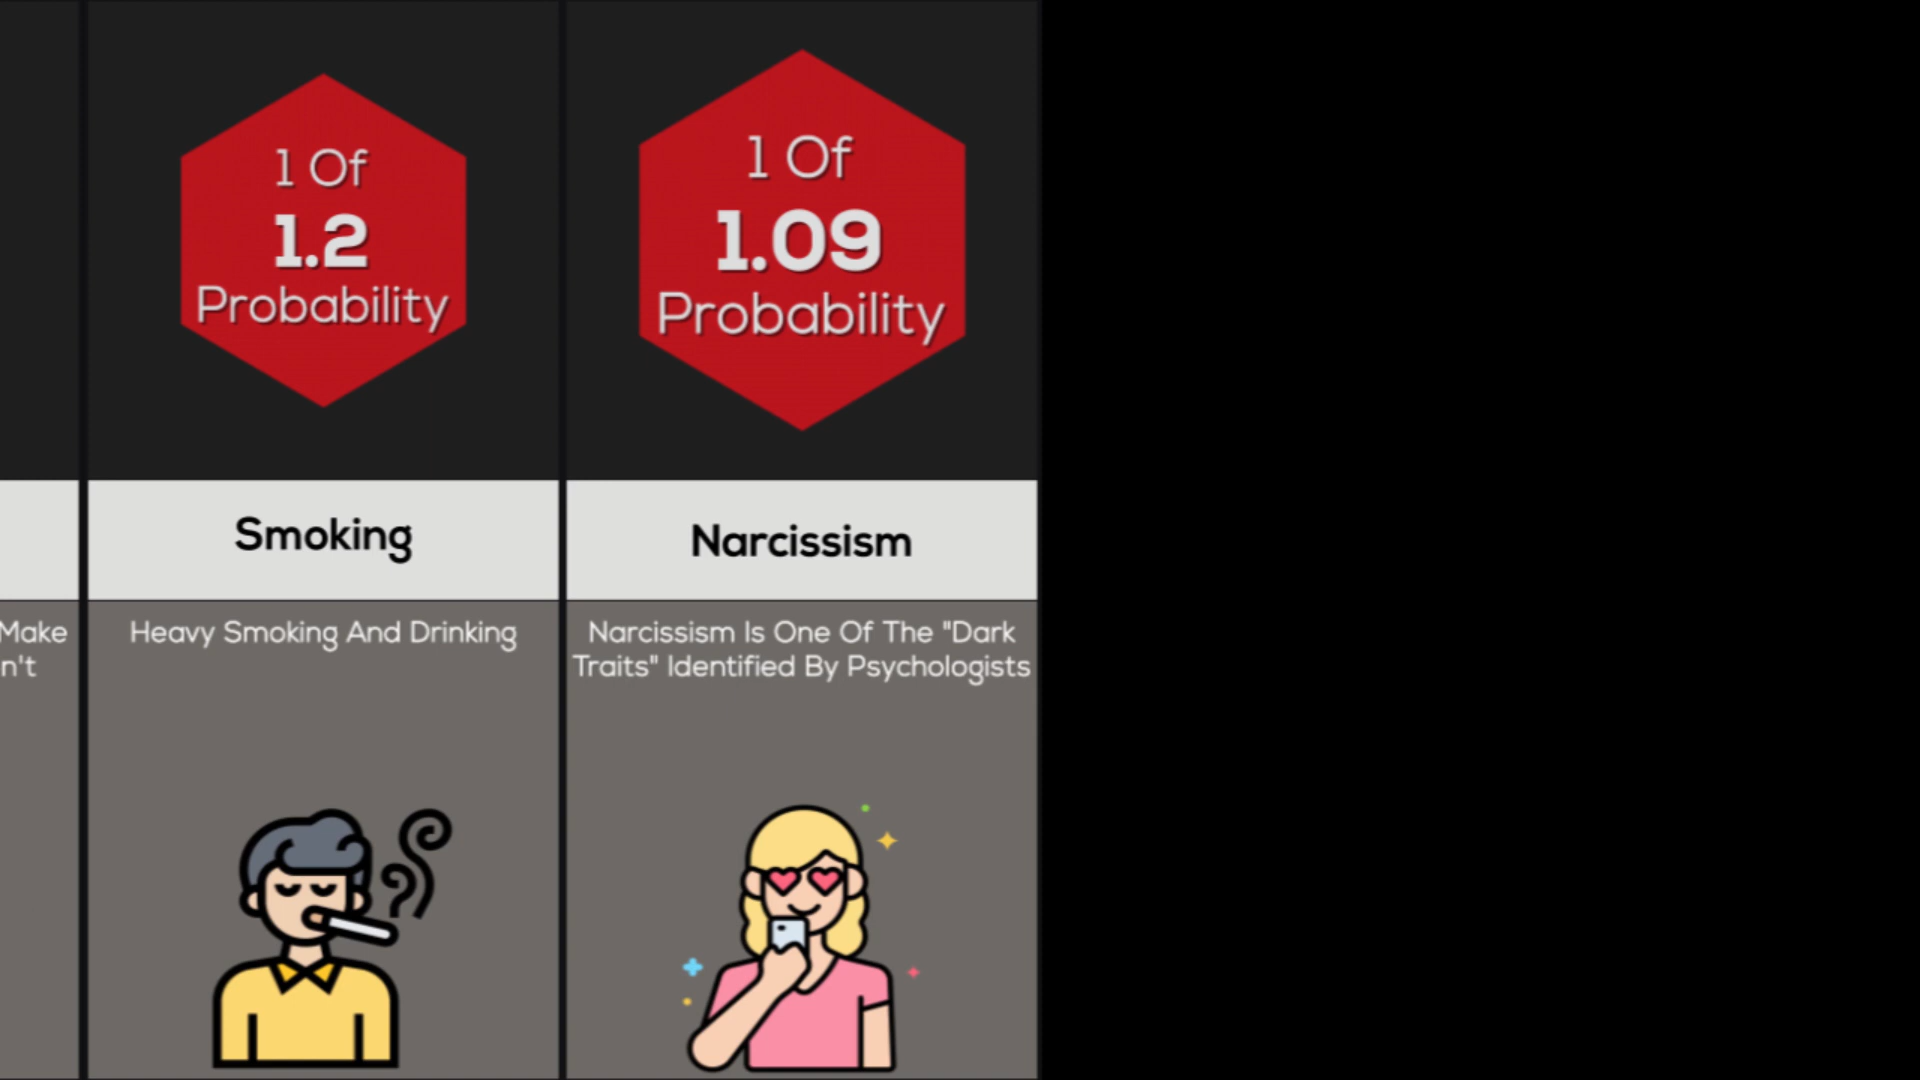 Make
n't
1 Of
1.2
Probability
Smoking
Heavy Smoking And Drinking
1 Of
1.09
Probability
Narcissism
Narcissism Is One Of The "Dark
Traits" Identified By Psychologists